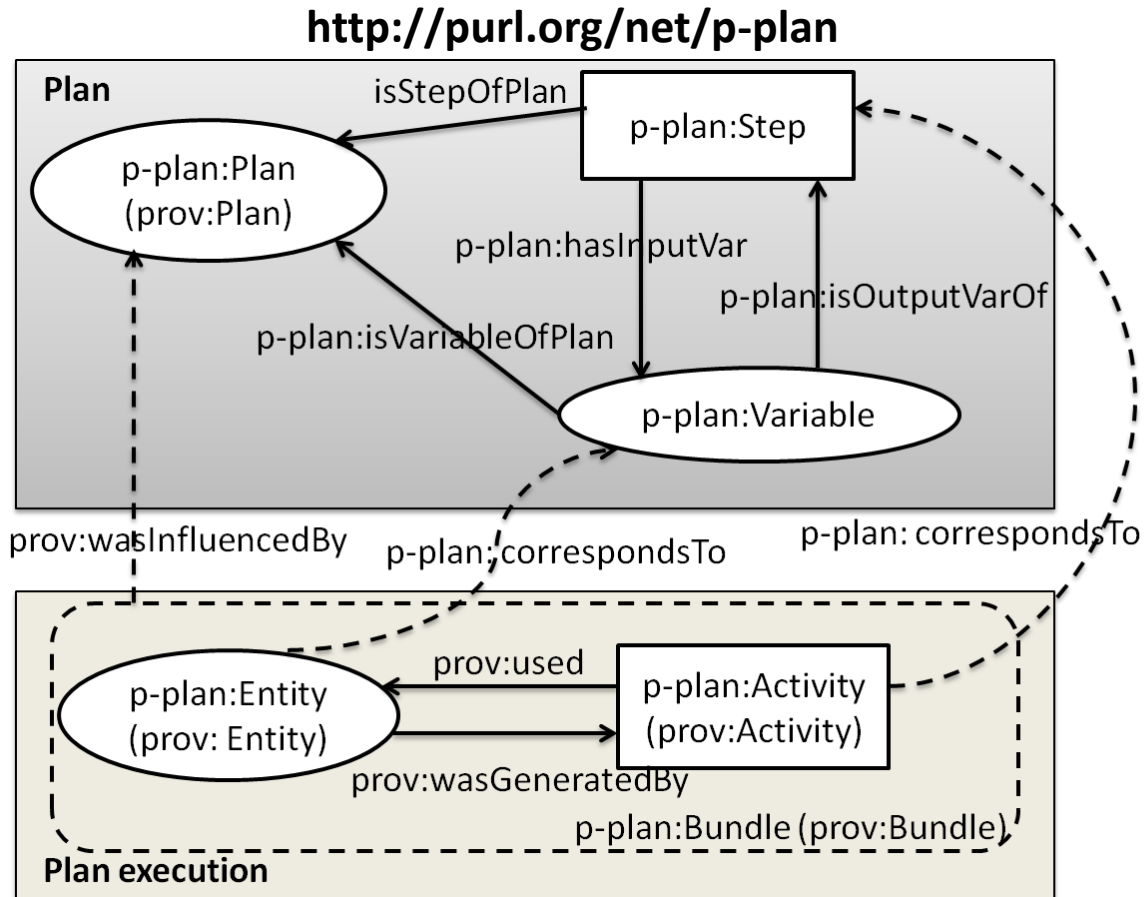 http://purl.org/net/p-plan
Plan
isStepOfPlan
p-plan:Step
p-plan:Plan
(prov:Plan)
p-plan:hasInputVar
p-plan:isOutputVarOf
p-plan:isVariableOfPlan
p-plan:Variable
prov:wasInfluencedBy
p-plan: correspondsTo
p-plan: correspondsTo
prov:used
p-plan:Entity
(prov: Entity)
p-plan:Activity
(prov:Activity)
prov:wasGeneratedBy
p-plan:Bundle (prov:Bundle)
Plan execution